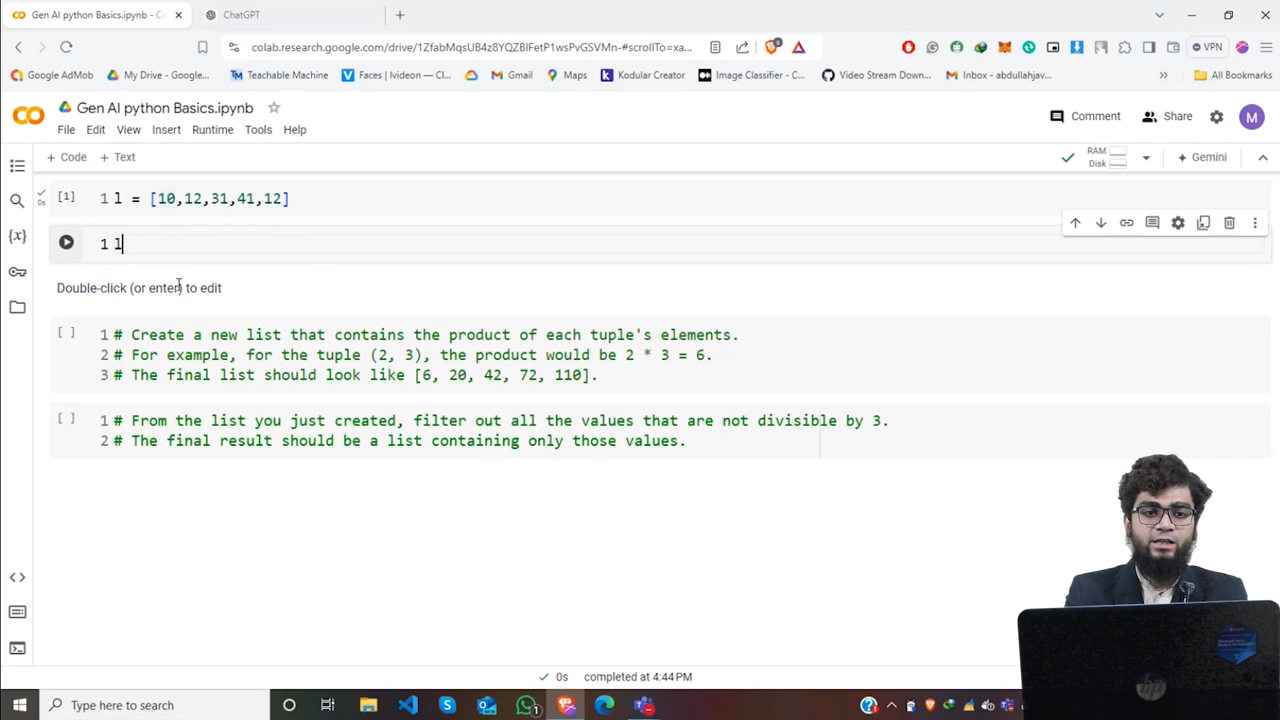 Gen AI python Basics.ipynb - Co
ChatGPT
colab.research.google.com/drive/1ZfabMqsUB4z8YQZBlFetP1wsPvGSVMn-#scrollTo=xa...
VPN
Google AdMob
My Drive - Google...
Teachable Machine
Faces | Ivideon — Cl...
Gmail
Maps
Kodular Creator
Image Classifier - C...
Video Stream Down...
Inbox - abdullahjav...
All Bookmarks
Gen AI python Basics.ipynb
Comment
Share
M
File Edit View Insert Runtime Tools Help
+ Code + Text
RAM
Disk
Gemini
[1] 1 l = [10,12,31,41,12]
0s
1 l
Double-click (or enter) to edit
[ ] 1 # Create a new list that contains the product of each tuple's elements.
2 # For example, for the tuple (2, 3), the product would be 2 * 3 = 6.
3 # The final list should look like [6, 20, 42, 72, 110].
[ ] 1 # From the list you just created, filter out all the values that are not divisible by 3.
2 # The final result should be a list containing only those values.
0s completed at 4:44 PM
Type here to search
hp